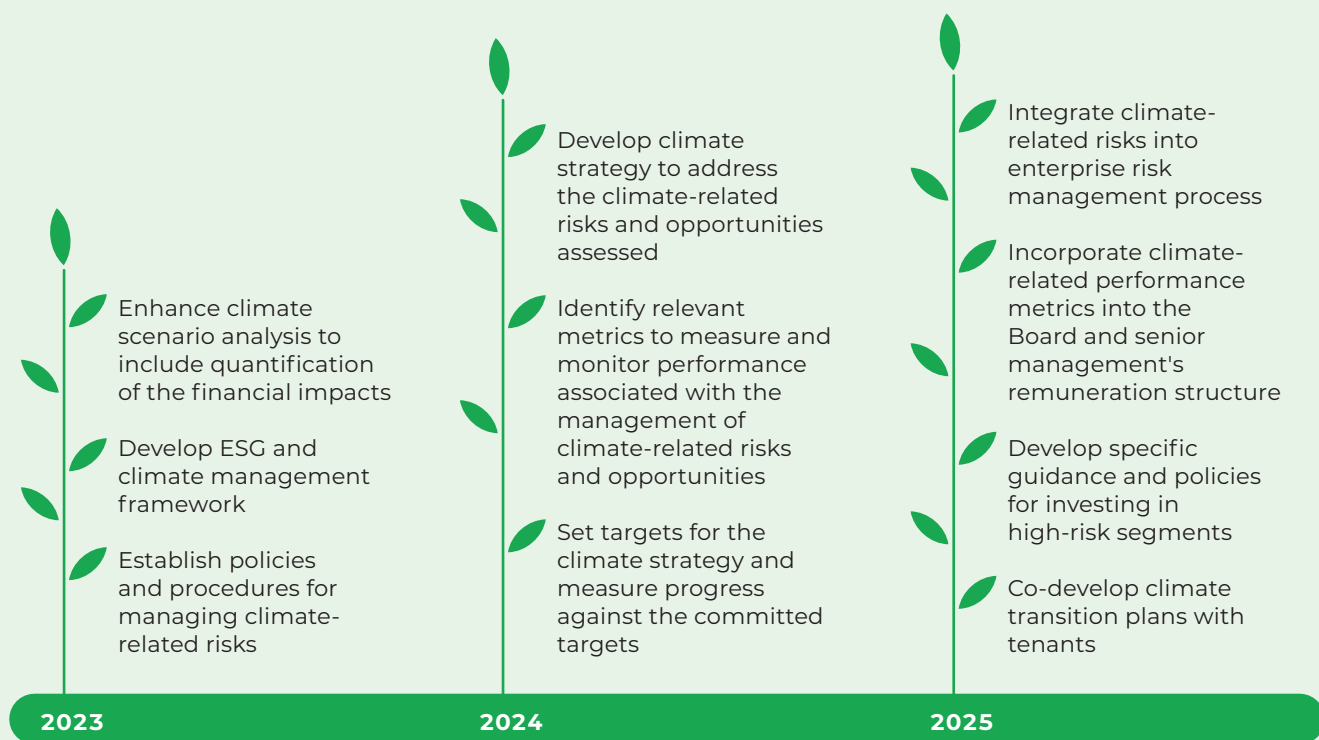 Enhance climate
scenario analysis to
include quantification
of the financial impacts
Develop ESG and
climate management
framework
Establish policies
and procedures for
managing climate-
related risks
2023
Develop climate
strategy to address
the climate-related
risks and opportunities
assessed
Identify relevant
metrics to measure and
monitor performance
associated with the
management of
climate-related risks
and opportunities
Set targets for the
climate strategy and
measure progress
against the committed
targets
2024
Integrate climate-
related risks into
enterprise risk
management process
Incorporate climate-
related performance
metrics into the
Board and senior
management's
remuneration structure
Develop specific
guidance and policies
for investing in
high-risk segments
Co-develop climate
transition plans with
tenants
2025